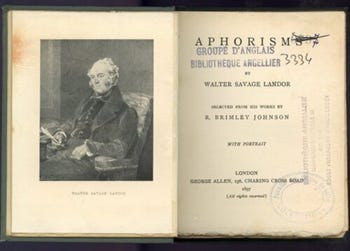 WALTER SAVAGE LANDOR
APHORISMS
GROUPE D'ANGLAIS
BIBLIOTHÈQUE ANGELLIER
3334
BY
WALTER SAVAGE LANDOR
SELECTED FROM HIS WORKS BY
R. BRIMLEY JOHNSON
WITH PORTRAIT
LONDON
GEORGE ALLEN, 156, CHARING CROSS ROAD
1897
[All rights reserved]